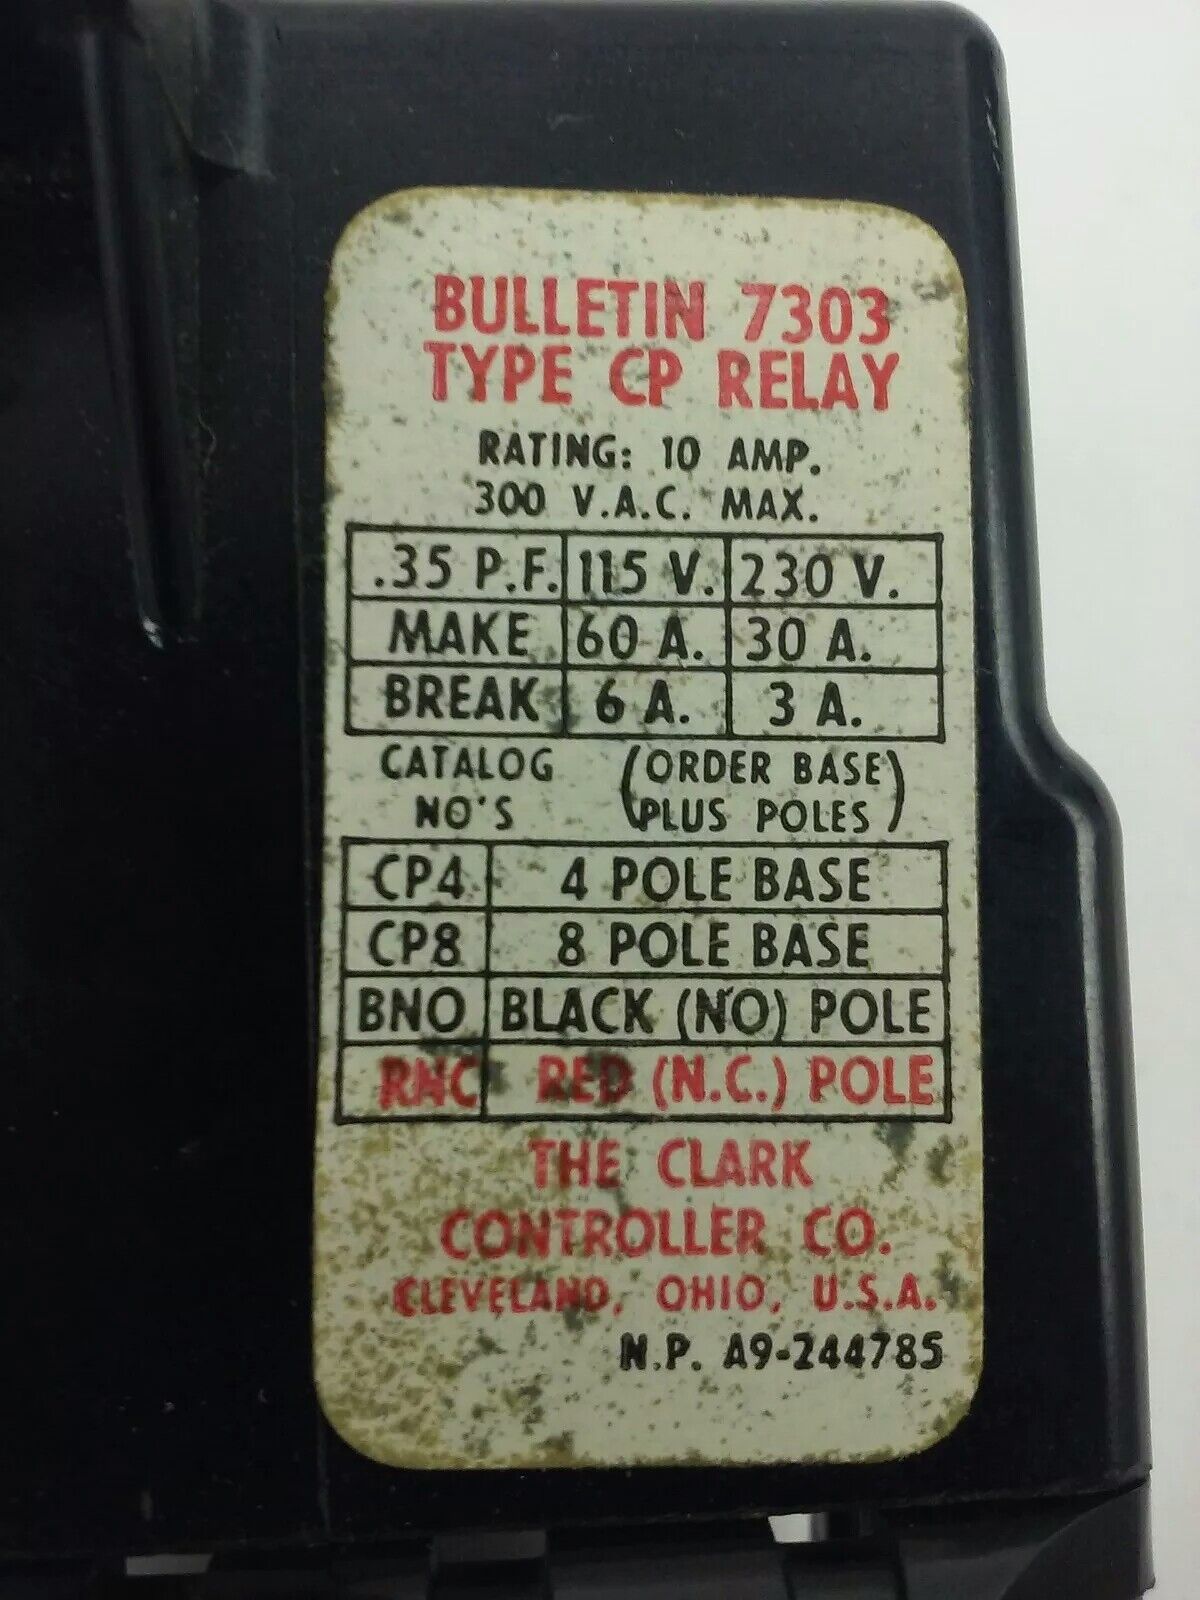 BULLETIN 7303
TYPE CP RELAY
RATING: 10 AMP.
300 V.A.C. MAX.
.35 P.F. 115 V. 230 V.
MAKE 60 A. 30 A.
BREAK 6 A. 3 A.
CATALOG (ORDER BASE
NO'S PLUS POLES)
CP4 4 POLE BASE
CP8 8 POLE BASE
BNO BLACK (NO) POLE
RNC RED (N.C.) POLE
THE CLARK
CONTROLLER CO.
CLEVELAND, OHIO, U.S.A.
N.P. A9-244785